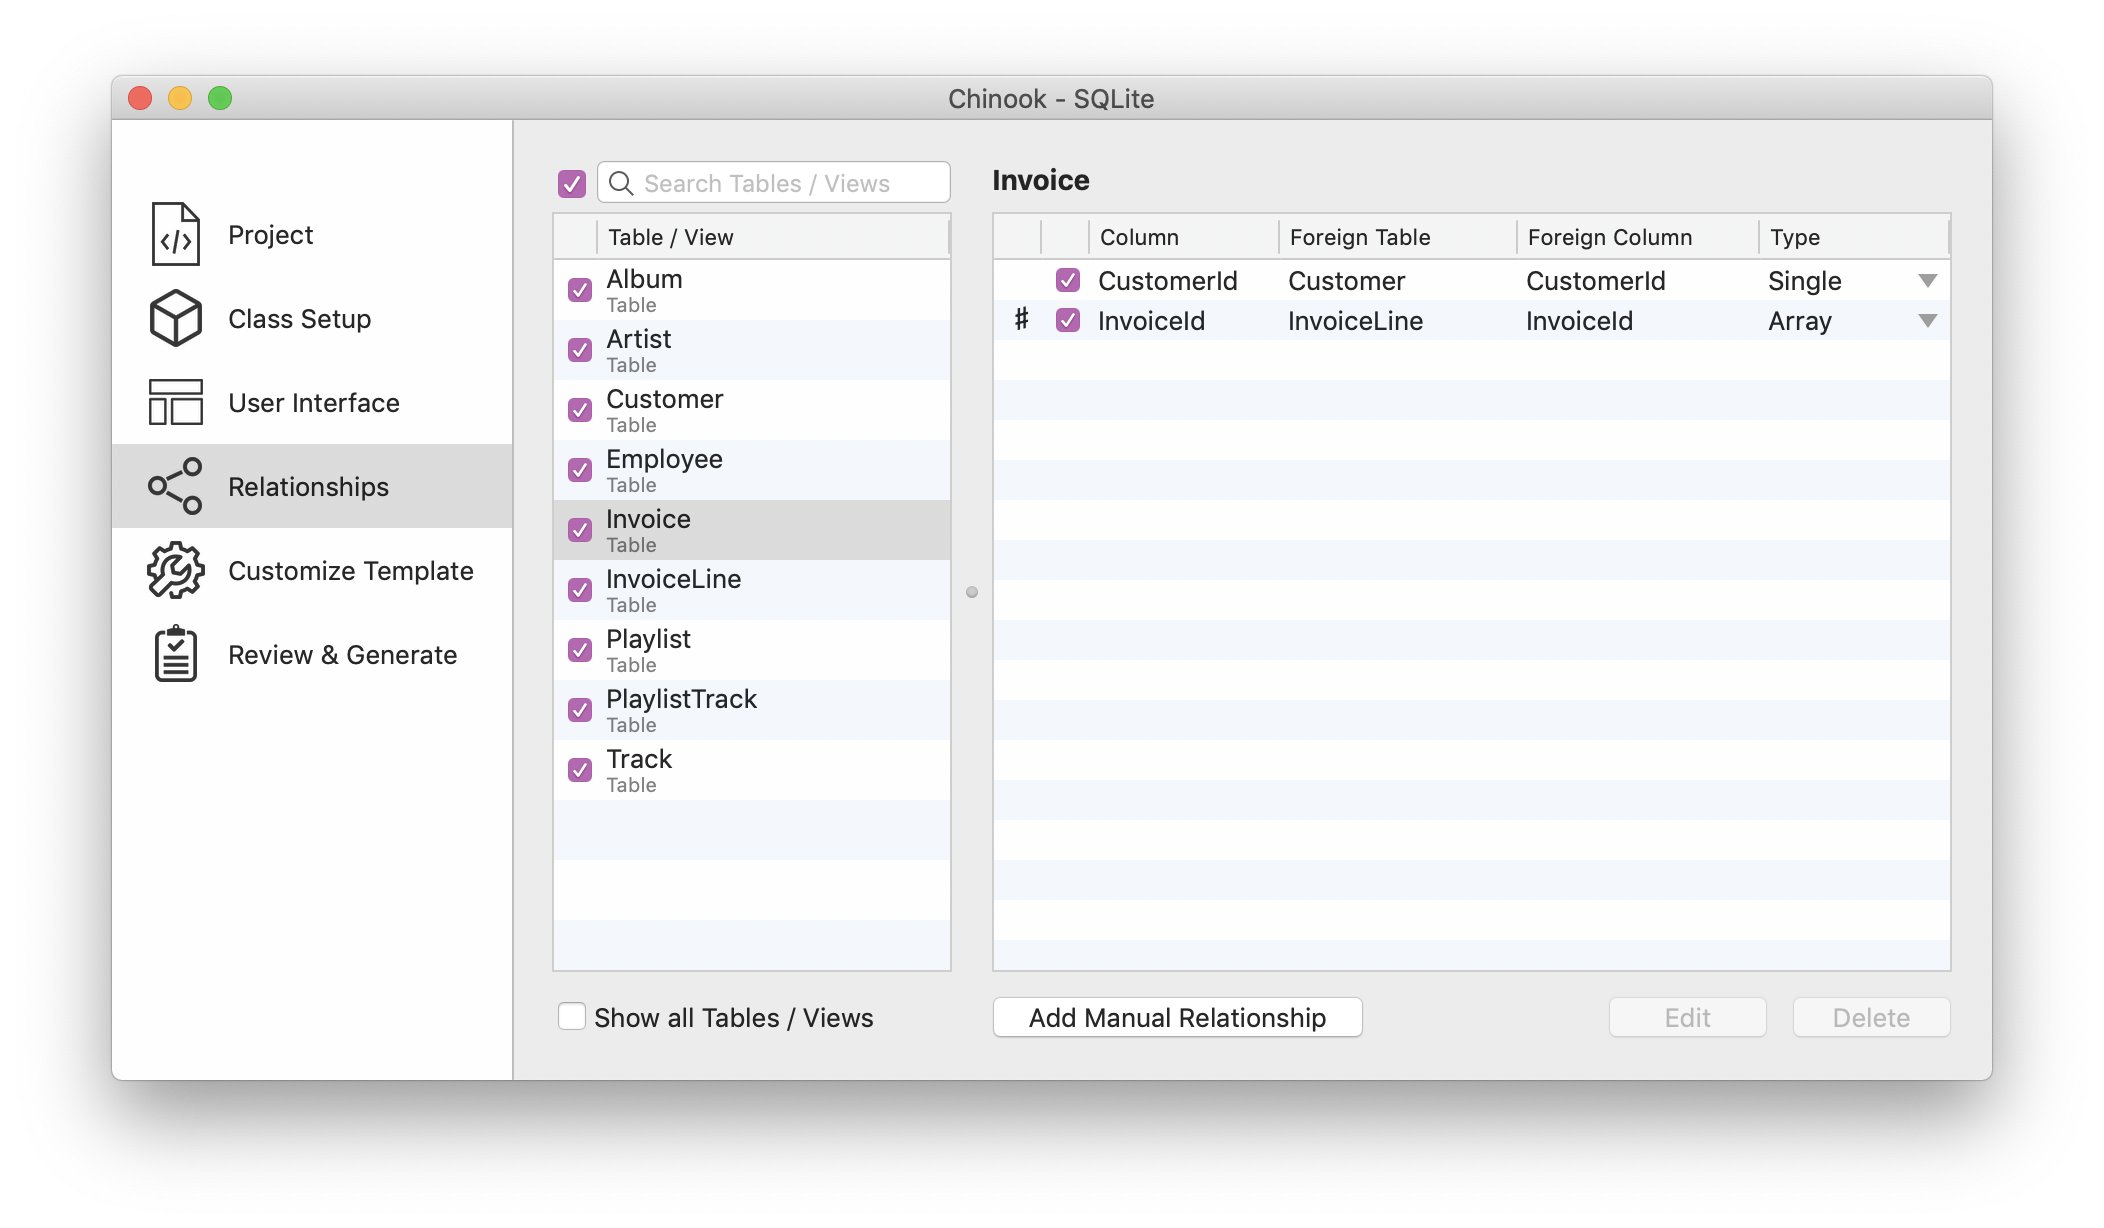 Chinook - SQLite
Project
Class Setup
User Interface
Relationships
Customize Template
Review & Generate
Search Tables / Views
Table / View
Album
Table
Artist
Table
Customer
Table
Employee
Table
Invoice
Table
InvoiceLine
Table
Playlist
Table
PlaylistTrack
Table
Track
Table
Show all Tables / Views
Invoice
Column Foreign Table Foreign Column Type
CustomerId Customer CustomerId Single
# InvoiceId InvoiceLine InvoiceId Array
Add Manual Relationship
Edit
Delete